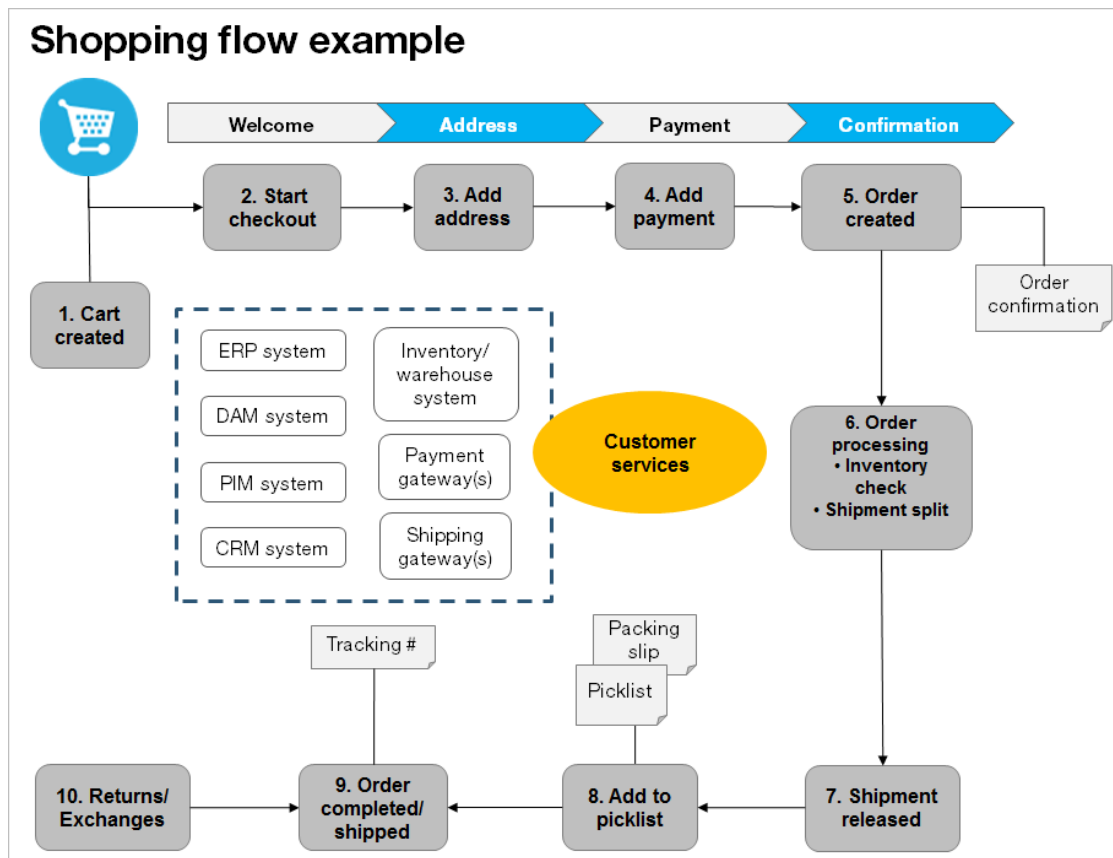 Shopping flow example
Welcome
Address
Payment
Confirmation
2. Start
checkout
3. Add
address
4. Add
payment
5. Order
created
Order
confirmation
1. Cart
created
ERP system
DAM system
PIM system
CRM system
Inventory/
warehouse
system
Payment
gateway(s)
Shipping
gateway(s)
Customer
services
6. Order
processing
• Inventory
check
• Shipment split
Tracking #
Packing
slip
Picklist
10. Returns/
Exchanges
9. Order
completed/
shipped
8. Add to
picklist
7. Shipment
released